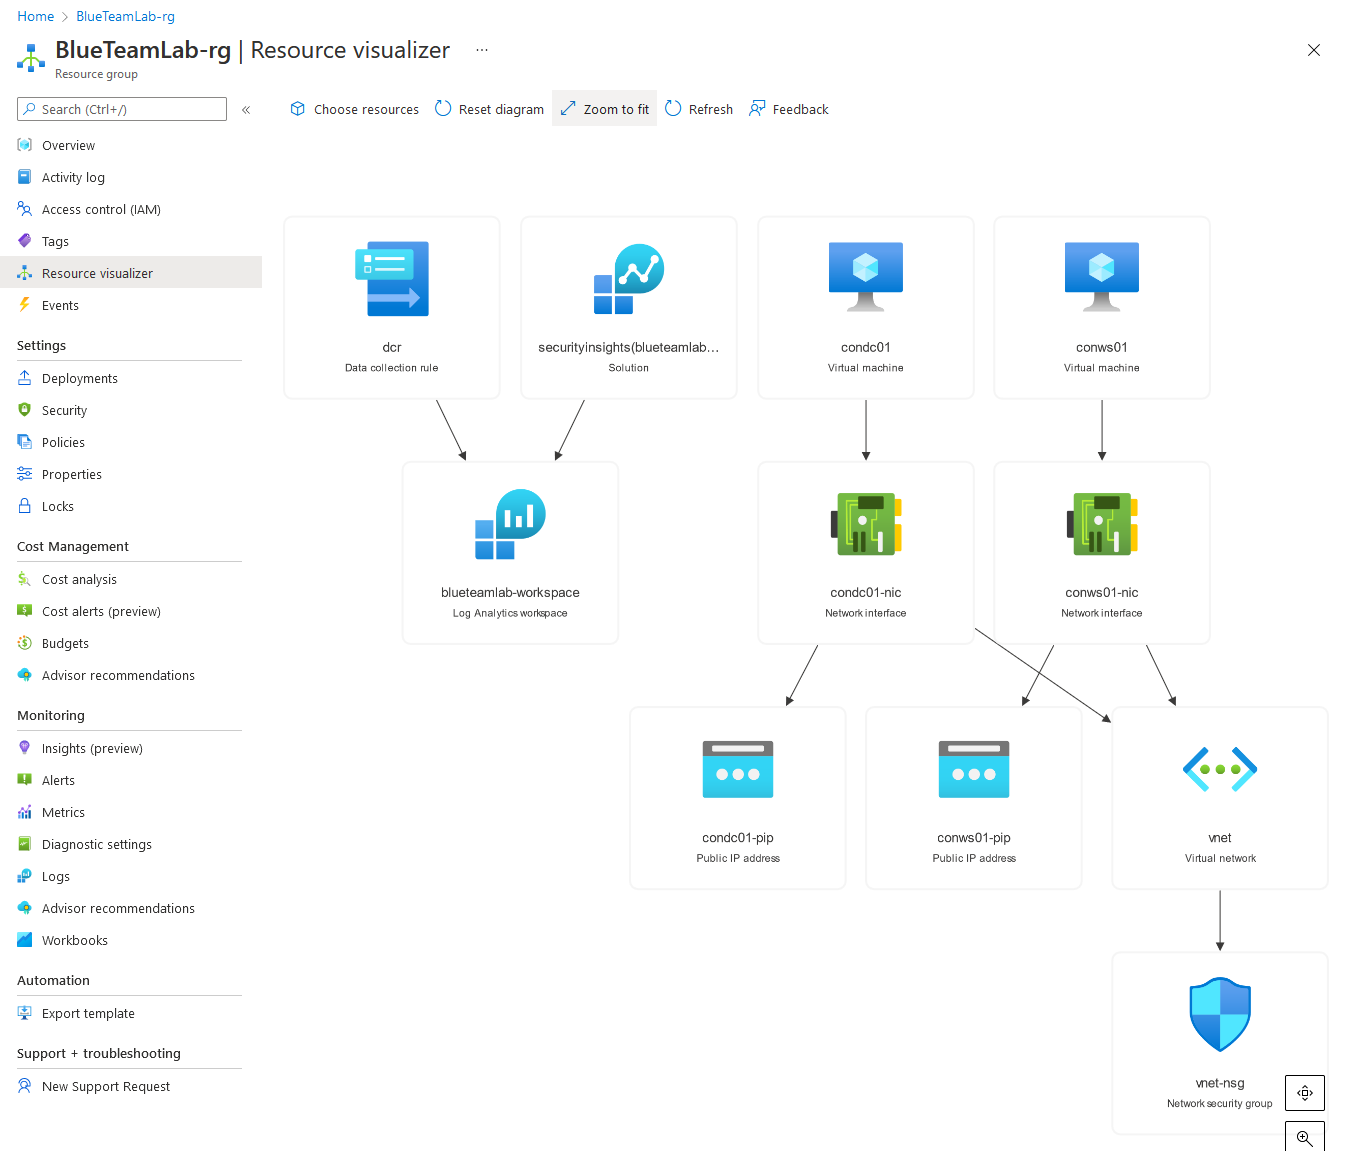 Home > BlueTeamLab-rg
BlueTeamLab-rg | Resource visualizer ...
Resource group
Search (Ctrl+/)
«
Choose resources
Reset diagram
Zoom to fit
Refresh
Feedback
Overview
Activity log
Access control (IAM)
Tags
Resource visualizer
Events
Settings
Deployments
Security
Policies
Properties
Locks
Cost Management
Cost analysis
Cost alerts (preview)
Budgets
Advisor recommendations
Monitoring
Insights (preview)
Alerts
Metrics
Diagnostic settings
Logs
Advisor recommendations
Workbooks
Automation
Export template
Support + troubleshooting
New Support Request
dcr
Data collection rule
securityinsights(blueteamlab...
Solution
condc01
Virtual machine
conws01
Virtual machine
blueteamlab-workspace
Log Analytics workspace
condc01-nic
Network interface
conws01-nic
Network interface
condc01-pip
Public IP address
conws01-pip
Public IP address
vnet
Virtual network
vnet-nsg
Network security group